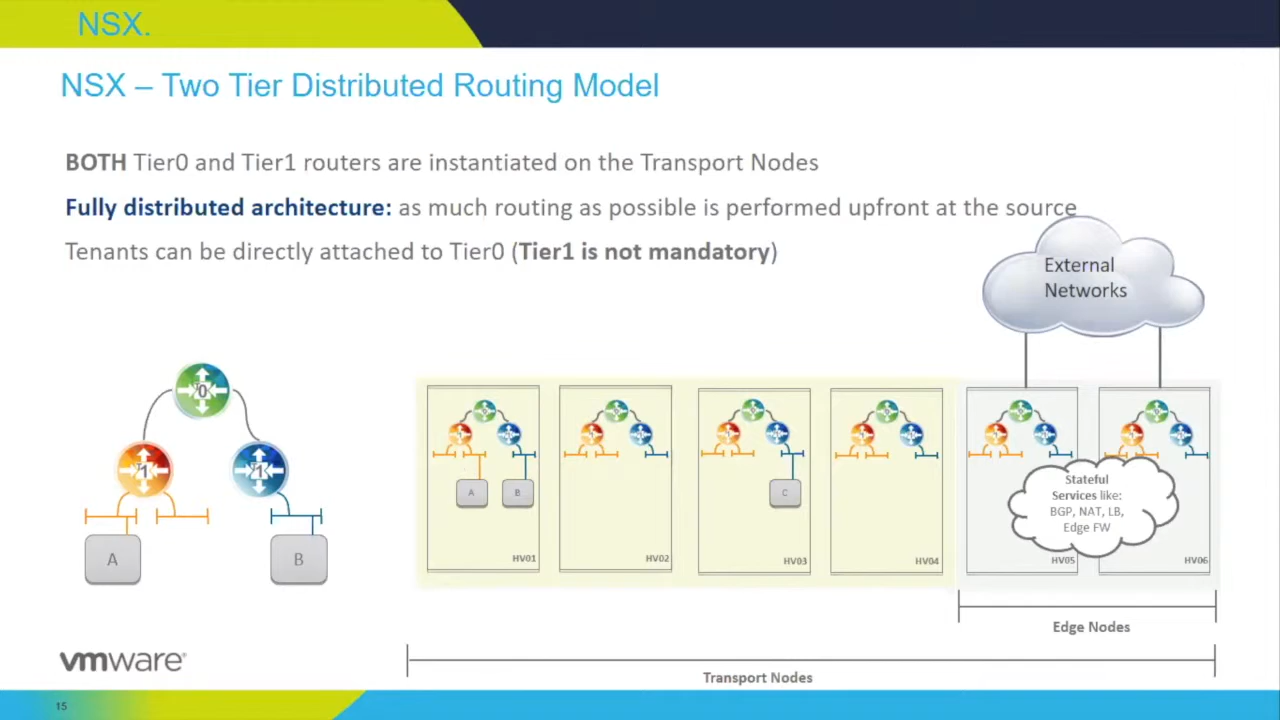 NSX.
NSX – Two Tier Distributed Routing Model
BOTH Tier0 and Tier1 routers are instantiated on the Transport Nodes
Fully distributed architecture: as much routing as possible is performed upfront at the source
Tenants can be directly attached to Tier0 (Tier1 is not mandatory)
External
Networks
0
1
1
A
B
A
B
C
HV01
HV02
HV03
HV04
Stateful
Services like:
BGP, NAT, LB,
Edge FW
HV05
HV06
Edge Nodes
Transport Nodes
vmware®
15